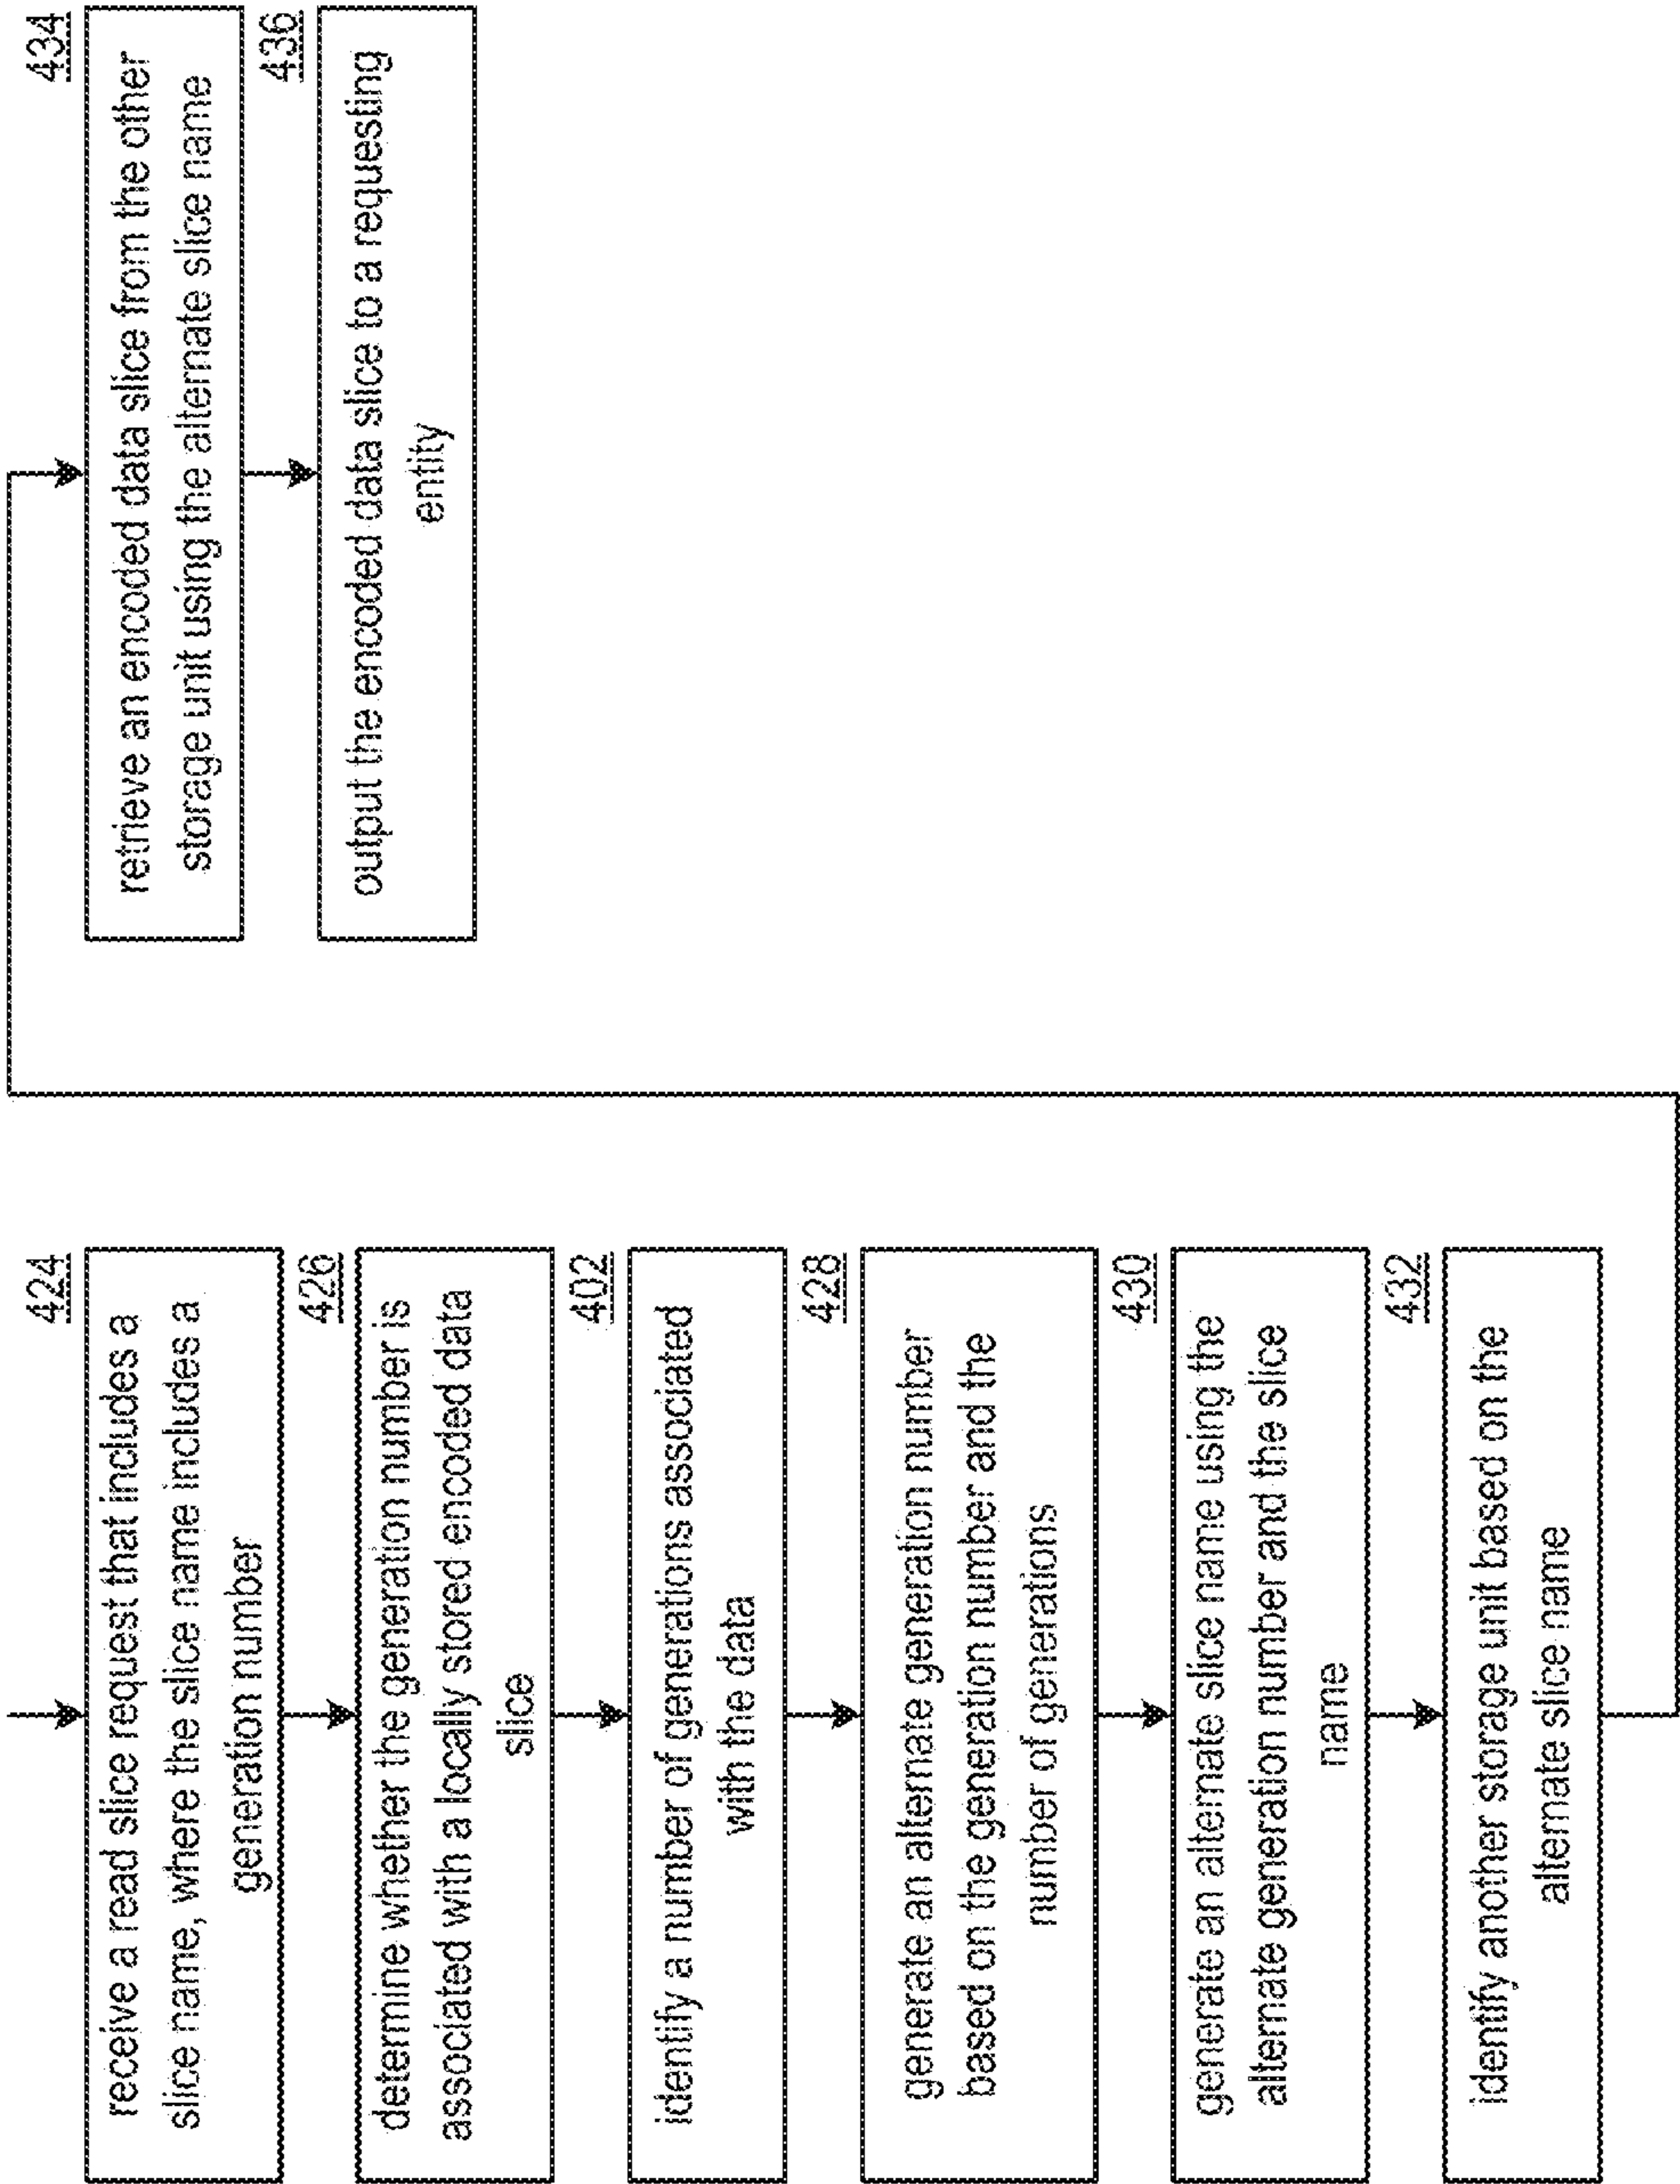 424
receive a read slice request that includes a
slice name, where the slice name includes a
generation number
426
determine whether the generation number is
associated with a locally stored encoded data
slice
402
identify a number of generations associated
with the data
428
generate an alternate generation number
based on the generation number and the
number of generations
430
generate an alternate slice name using the
alternate generation number and the slice
name
432
identify another storage unit based on the
alternate slice name
434
retrieve an encoded data slice from the other
storage unit using the alternate slice name
436
output the encoded data slice to a requesting
entity